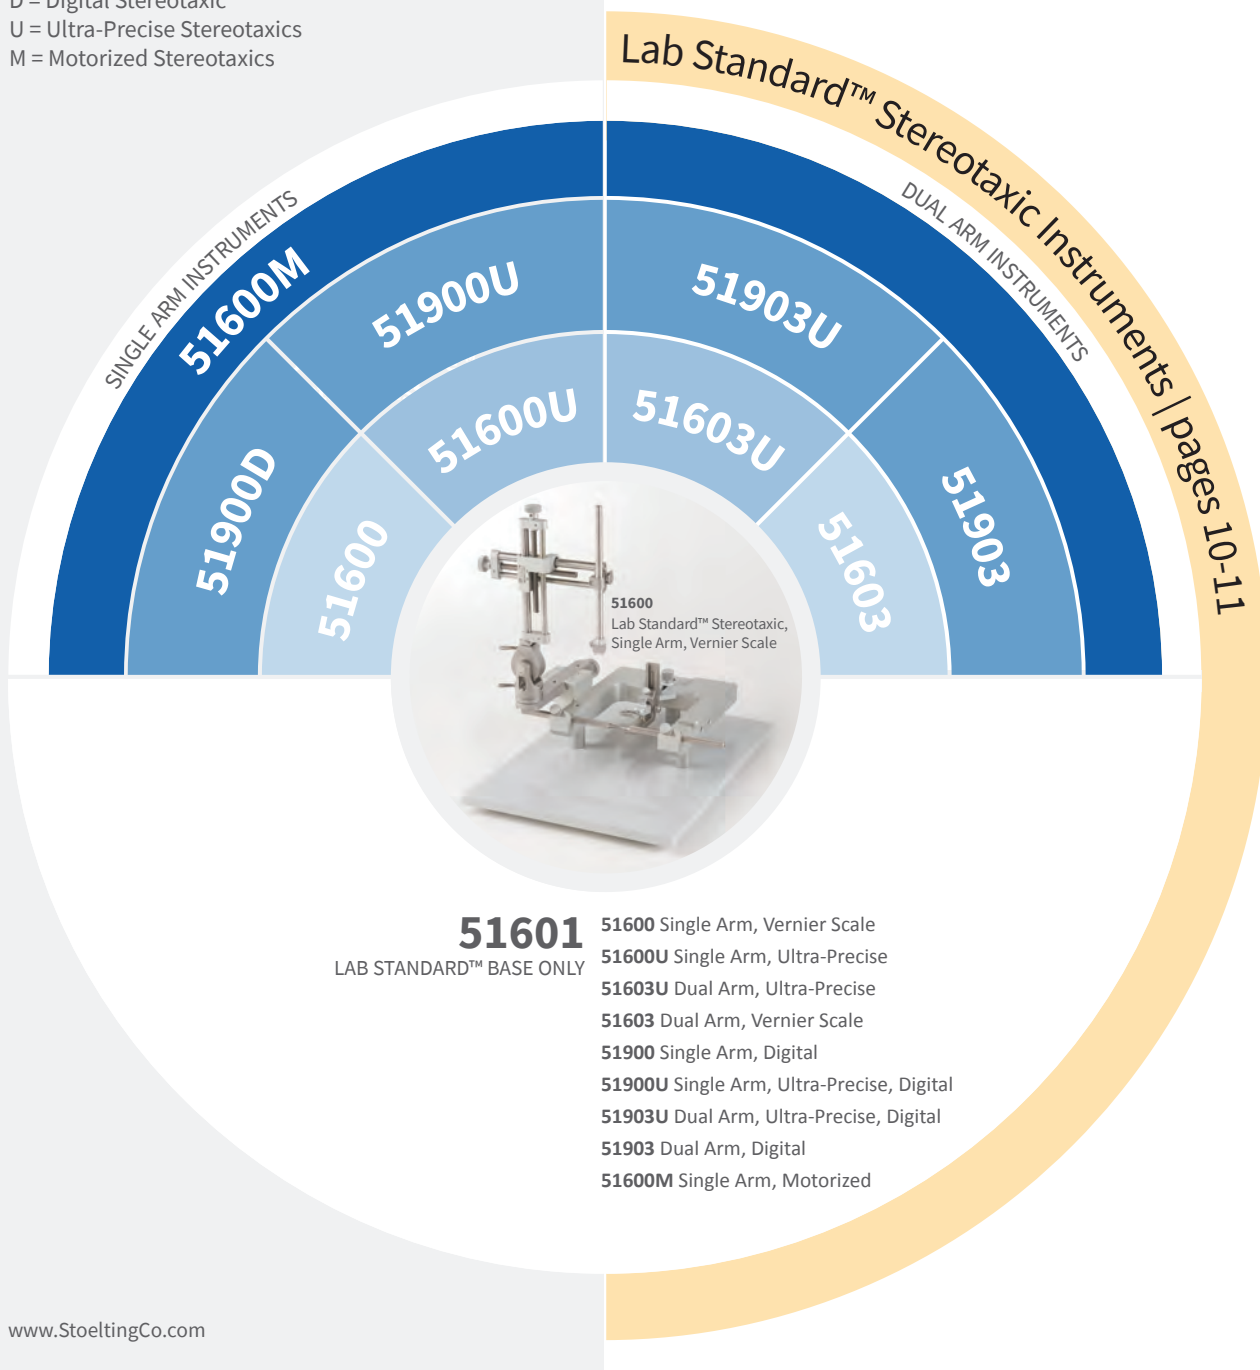 D = Digital Stereotaxic
U = Ultra-Precise Stereotaxics
M = Motorized Stereotaxics
Lab Standard™ Stereotaxic Instruments | pages 10-11
SINGLE ARM INSTRUMENTS
DUAL ARM INSTRUMENTS
51600M
51900U
51903U
51900D
51600U
51603U
51903
51600
51603
51600
Lab Standard™ Stereotaxic,
Single Arm, Vernier Scale
51601
LAB STANDARD™ BASE ONLY
51600 Single Arm, Vernier Scale
51600U Single Arm, Ultra-Precise
51603U Dual Arm, Ultra-Precise
51603 Dual Arm, Vernier Scale
51900 Single Arm, Digital
51900U Single Arm, Ultra-Precise, Digital
51903U Dual Arm, Ultra-Precise, Digital
51903 Dual Arm, Digital
51600M Single Arm, Motorized
www.StoeltingCo.com